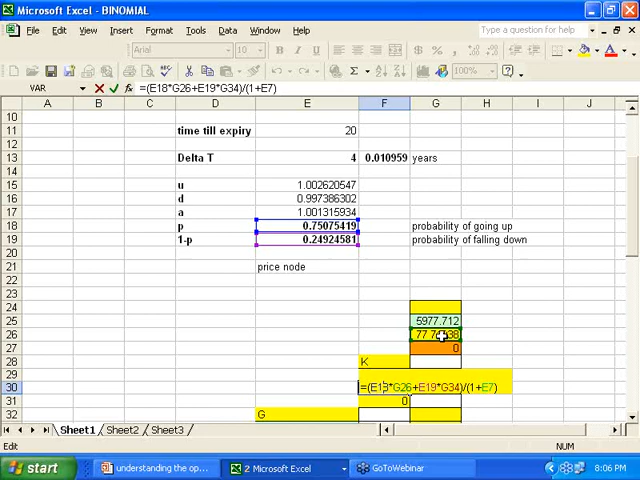 Microsoft Excel - BINOMIAL
File Edit View Insert Format Tools Data Window Help
Type a question for help
Arial 10
100%
VAR =(E18*G26+E19*G34)/(1+E7)
A B C D E F G H I J
10
11 time till expiry 20
12
13 Delta T 4 0.010959 years
14
15 u 1.002620547
16 d 0.997386302
17 a 1.001315934
18 p 0.75075419 probability of going up
19 1-p 0.24924581 probability of falling down
20
21 price node
22
23
24
25 5977.712
26
27 0
28 K
29
30 =(E18*G26+E19*G34)/(1+E7)
31 0
32 G
Sheet1 Sheet2 Sheet3
Edit NUM
start understanding the op... 2 Microsoft Excel GoToWebinar 8:06 PM